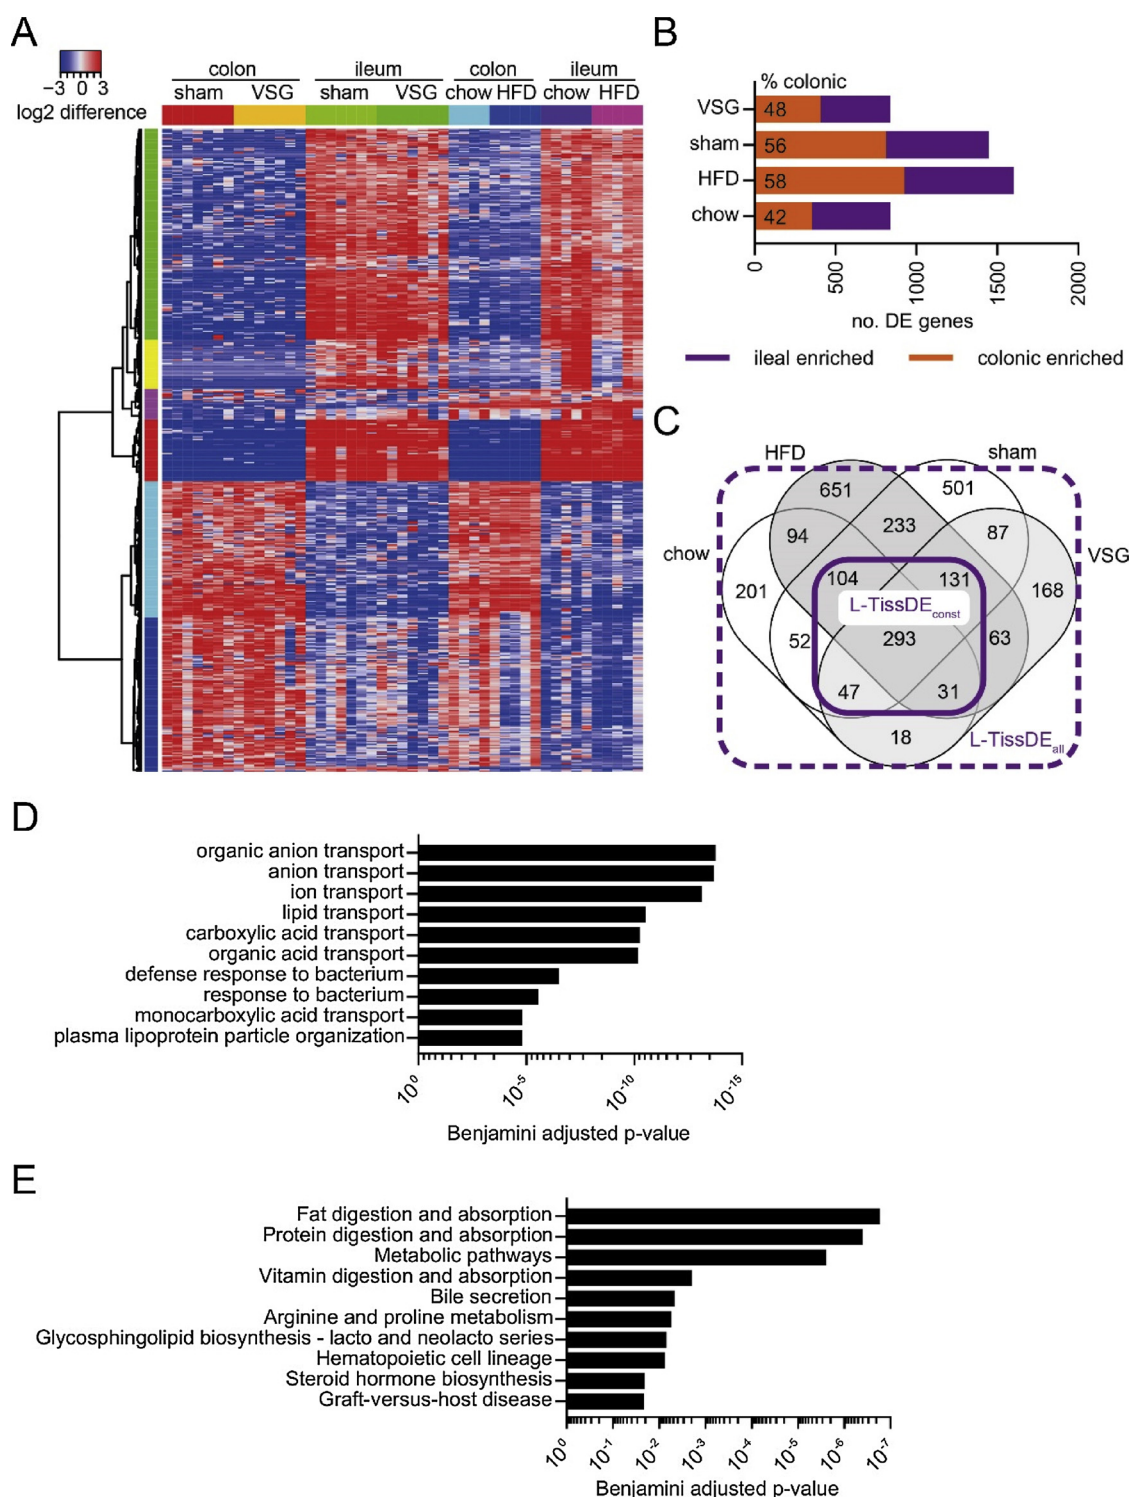 A
colon ileum colon ileum
sham VSG sham VSG chow HFD chow HFD
−3 0 3
log2 difference
B
% colonic
VSG 48
sham 56
HFD 58
chow 42
0 500 1000 1500 2000
no. DE genes
ileal enriched colonic enriched
C
HFD sham
651 501
94 233 87
chow VSG
104 131
201 168
L-TissDEconst
52 293 63
47 31
18 L-TissDEall
D
organic anion transport
anion transport
ion transport
lipid transport
carboxylic acid transport
organic acid transport
defense response to bacterium
response to bacterium
monocarboxylic acid transport
plasma lipoprotein particle organization
10^0 10^-5 10^-10 10^-15
Benjamini adjusted p-value
E
Fat digestion and absorption
Protein digestion and absorption
Metabolic pathways
Vitamin digestion and absorption
Bile secretion
Arginine and proline metabolism
Glycosphingolipid biosynthesis - lacto and neolacto series
Hematopoietic cell lineage
Steroid hormone biosynthesis
Graft-versus-host disease
10^0 10^-1 10^-2 10^-3 10^-4 10^-5 10^-6 10^-7
Benjamini adjusted p-value